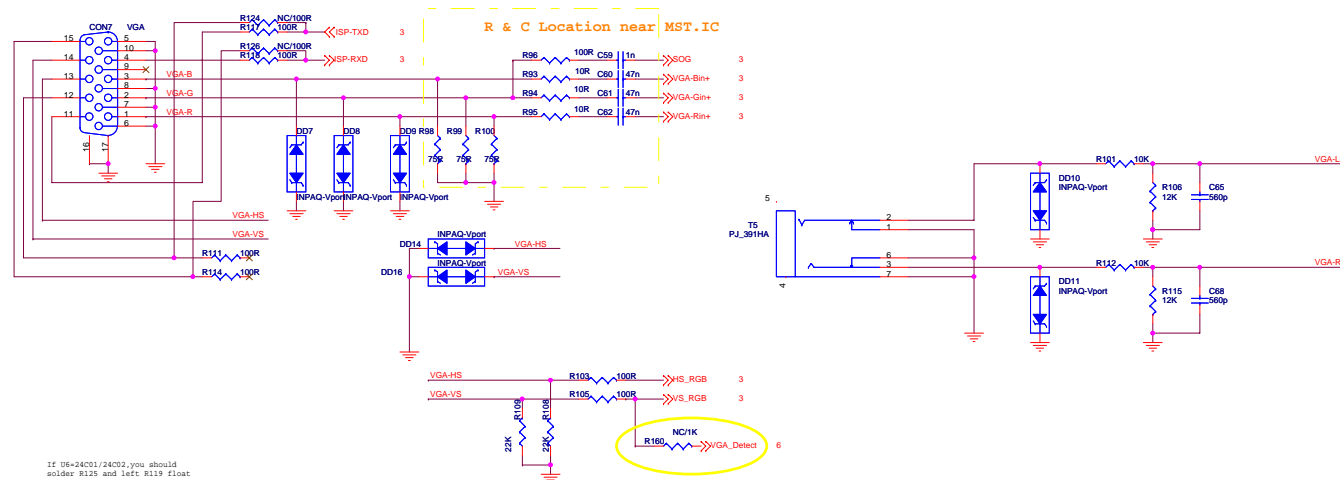 R & C Location near MST.IC
R124 NC/100R
R117 100R
ISP-TXD 3
R126 NC/100R
R118 100R
ISP-RXD 3
CON7 VGA
15 5
10
14 4
9
13 3
8
12 2
7
11 1
6
16 17
VGA-B
VGA-G
VGA-R
R96 100R C59 1n SOG 3
R93 10R C60 47n VGA-Bin+ 3
R94 10R C61 47n VGA-Gin+ 3
R95 10R C62 47n VGA-Rin+ 3
DD7 DD8 DD9 R98 R99 R100
75R 75R 75R
INPAQ-Vport INPAQ-Vport INPAQ-Vport
VGA-HS
VGA-VS
R111 100R
R114 100R
INPAQ-Vport
DD14 VGA-HS
INPAQ-Vport
DD16 VGA-VS
5
T5
PJ_391HA
2
1
6
3
7
4
R101 10K VGA-L
DD10
INPAQ-Vport
R106
12K
C65
560p
R112 10K VGA-R
DD11
INPAQ-Vport
R115
12K
C68
560p
VGA-HS R103 100R HS_RGB 3
VGA-VS R105 100R VS_RGB 3
R109 R108
22K 22K
NC/1K
R160 VGA_Detect 6
If U6=24C01/24C02,you should
solder R125 and left R119 float